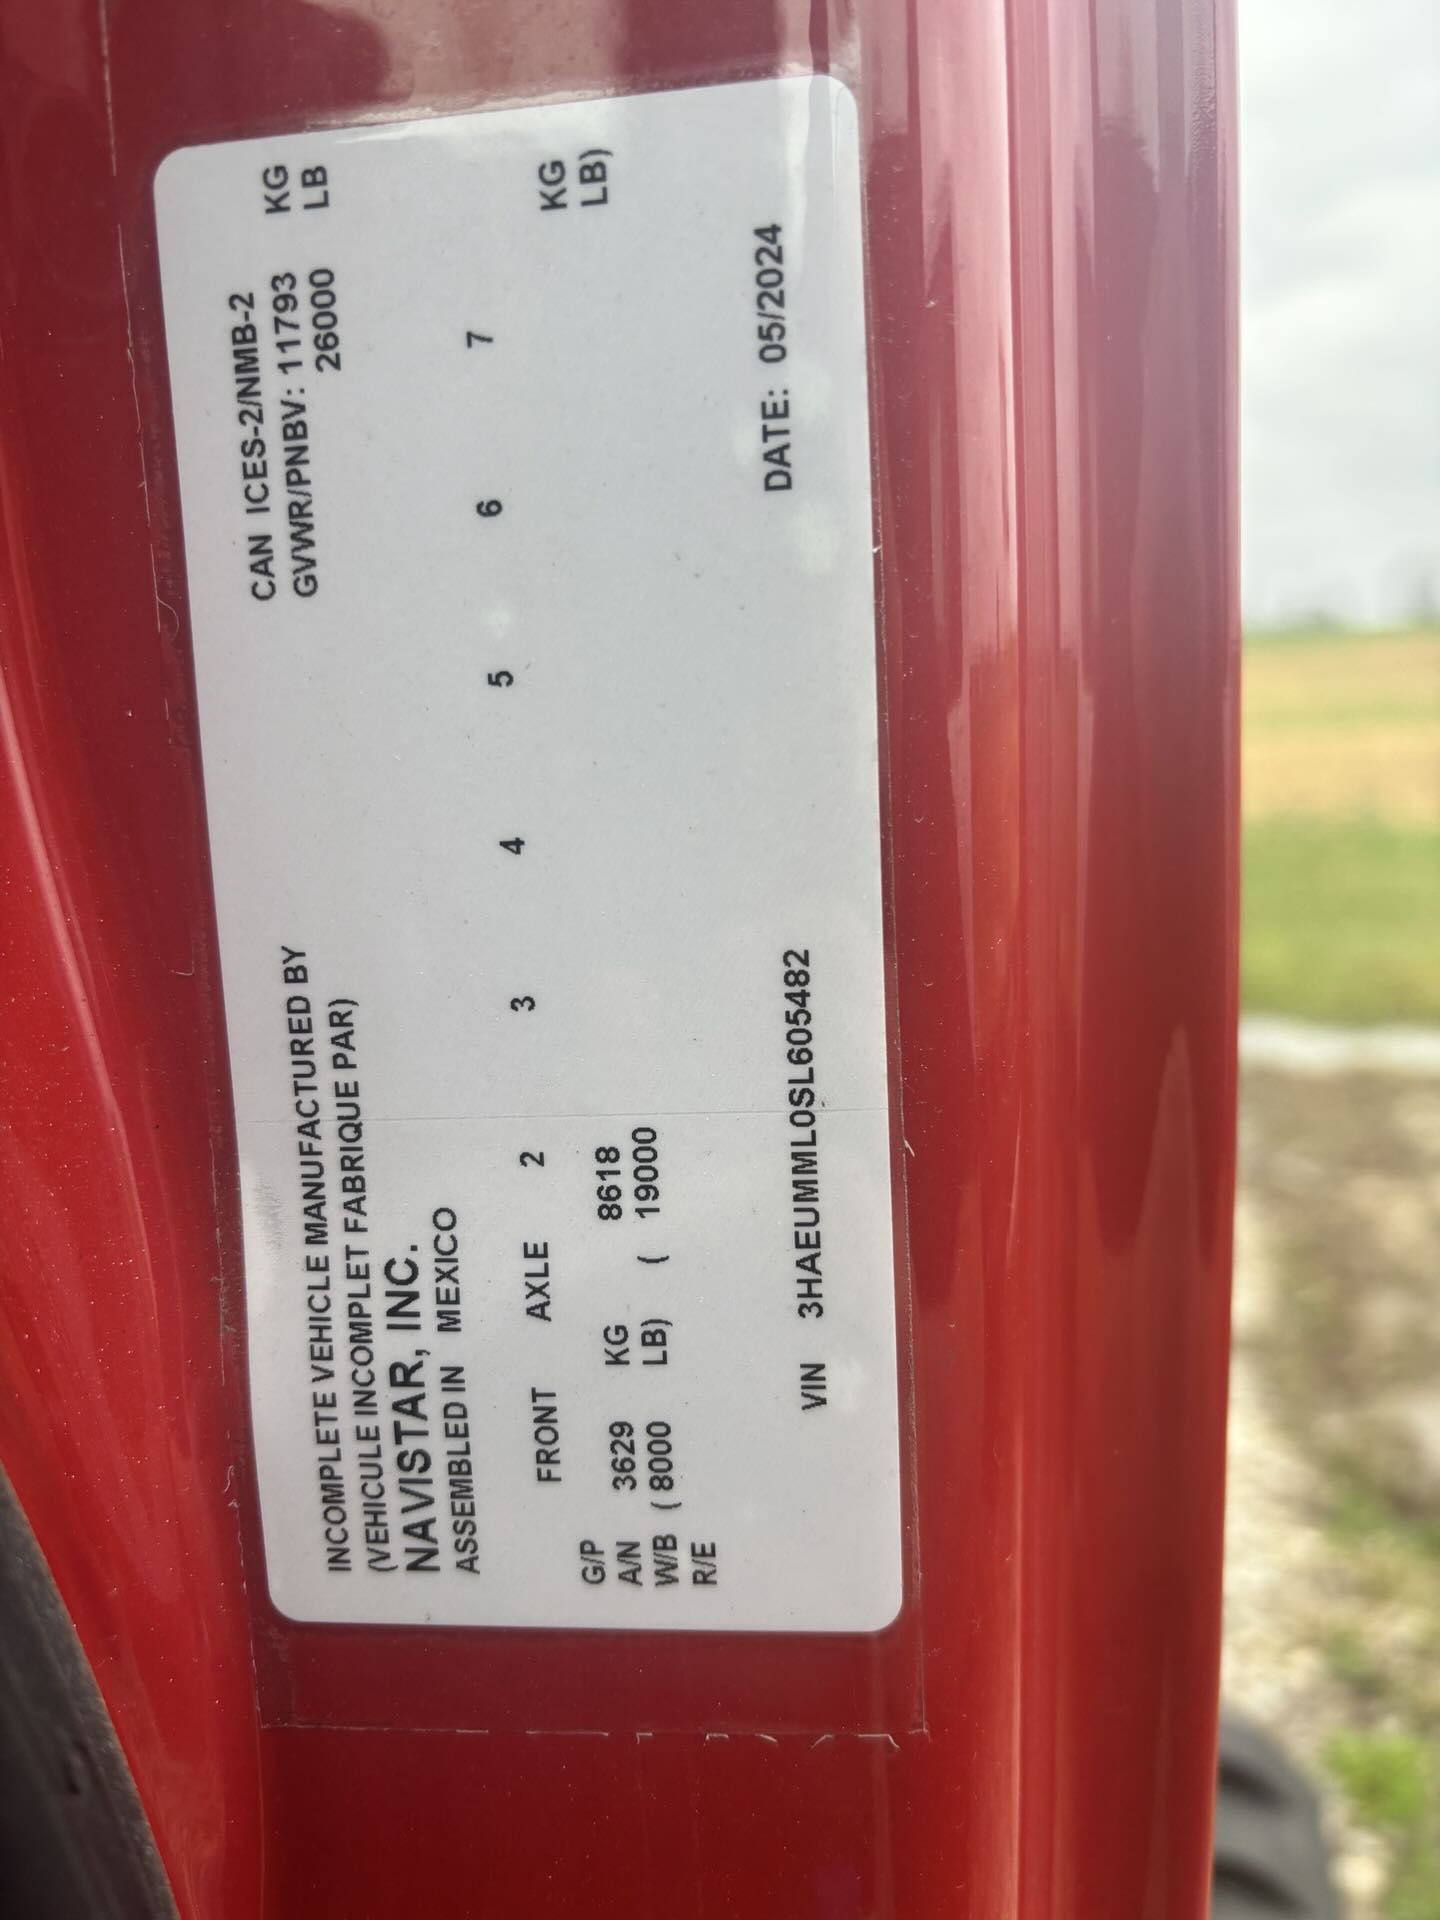 INCOMPLETE VEHICLE MANUFACTURED BY
(VEHICULE INCOMPLET FABRIQUE PAR)
NAVISTAR, INC.
ASSEMBLED IN MEXICO
CAN ICES-2/NMB-2
GVWR/PNBV: 11793 KG
26000 LB
FRONT AXLE 2 3 4 5 6 7
G/P
A/N 3629 KG 8618 KG
W/B ( 8000 LB) ( 19000 LB)
R/E
VIN 3HAEUMML0SL605482 DATE: 05/2024